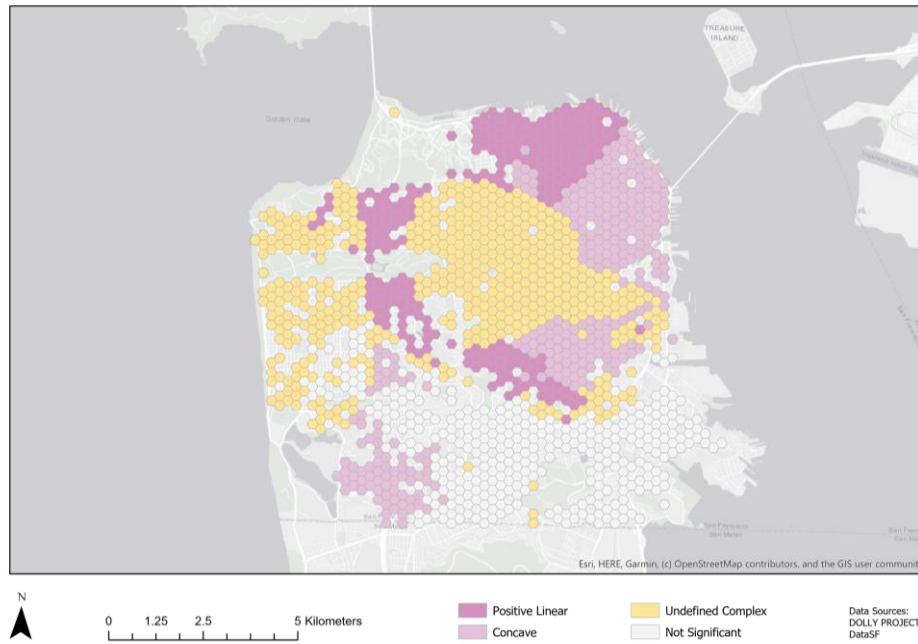 TREASURE
ISLAND
Golden Gate
Esri, HERE, Garmin, (c) OpenStreetMap contributors, and the GIS user communit
N
0 1.25 2.5 5 Kilometers
Positive Linear
Concave
Undefined Complex
Not Significant
Data Sources:
DOLLY PROJECT
DataSF